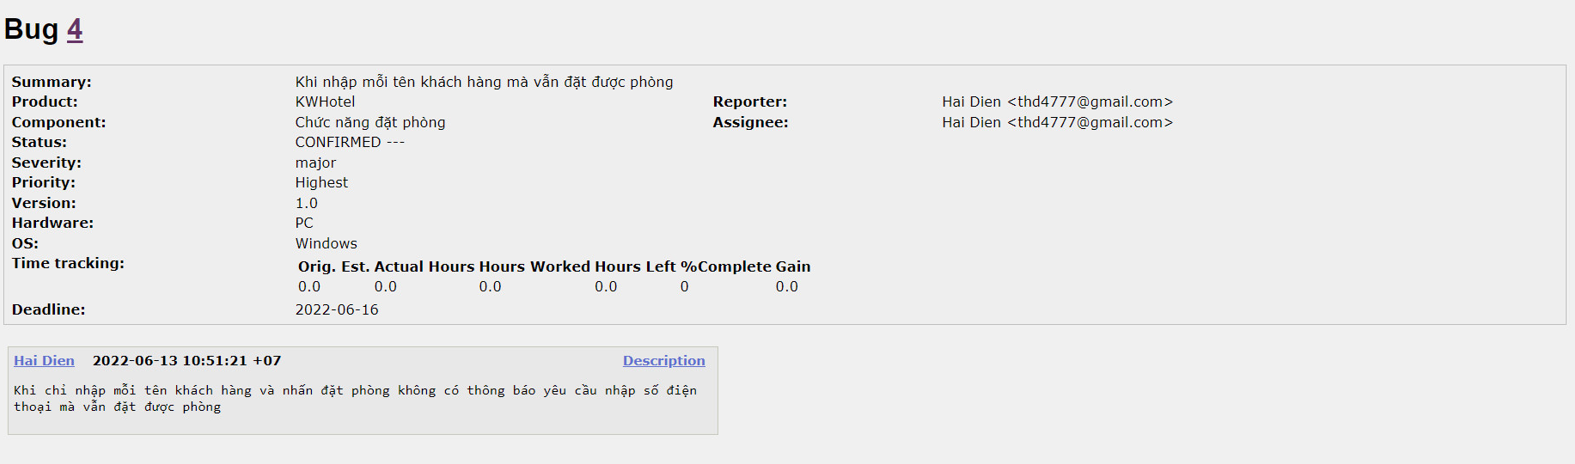 Bug 4
Summary: Khi nhập mỗi tên khách hàng mà vẫn đặt được phòng
Product: KWHotel Reporter: Hai Dien <thd4777@gmail.com>
Component: Chức năng đặt phòng Assignee: Hai Dien <thd4777@gmail.com>
Status: CONFIRMED ---
Severity: major
Priority: Highest
Version: 1.0
Hardware: PC
OS: Windows
Time tracking:
Orig. Est. Actual Hours Hours Worked Hours Left %Complete Gain
0.0 0.0 0.0 0.0 0 0.0
Deadline: 2022-06-16
Hai Dien 2022-06-13 10:51:21 +07 Description
Khi chỉ nhập mỗi tên khách hàng và nhấn đặt phòng không có thông báo yêu cầu nhập số điện
thoại mà vẫn đặt được phòng